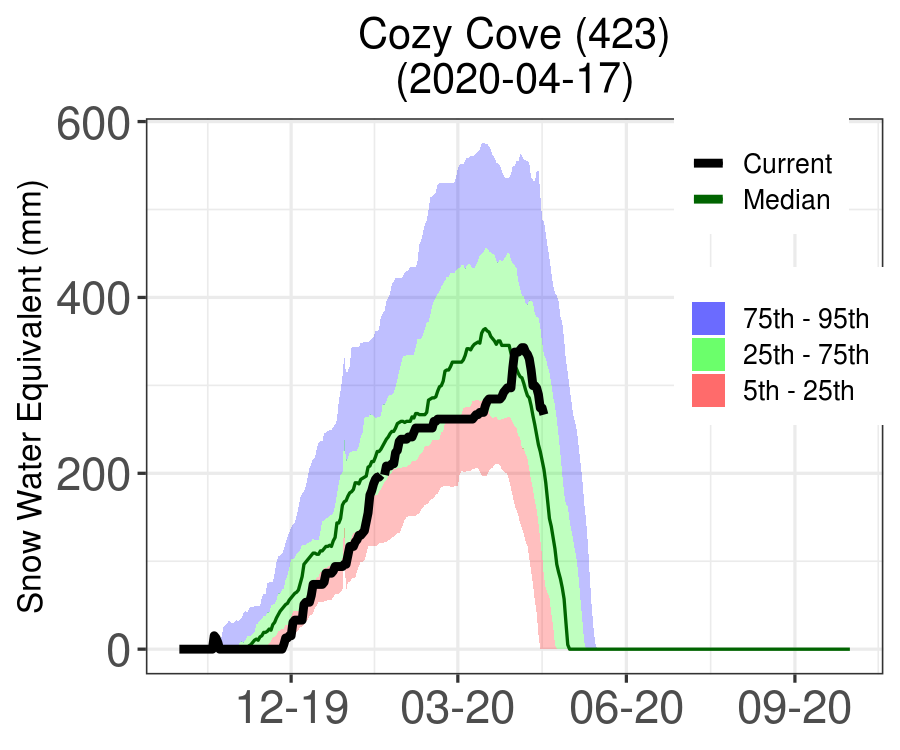 Cozy Cove (423)
(2020-04-17)
Snow Water Equivalent (mm)
600
400
200
0
12-19
03-20
06-20
09-20
Current
Median
75th - 95th
25th - 75th
5th - 25th